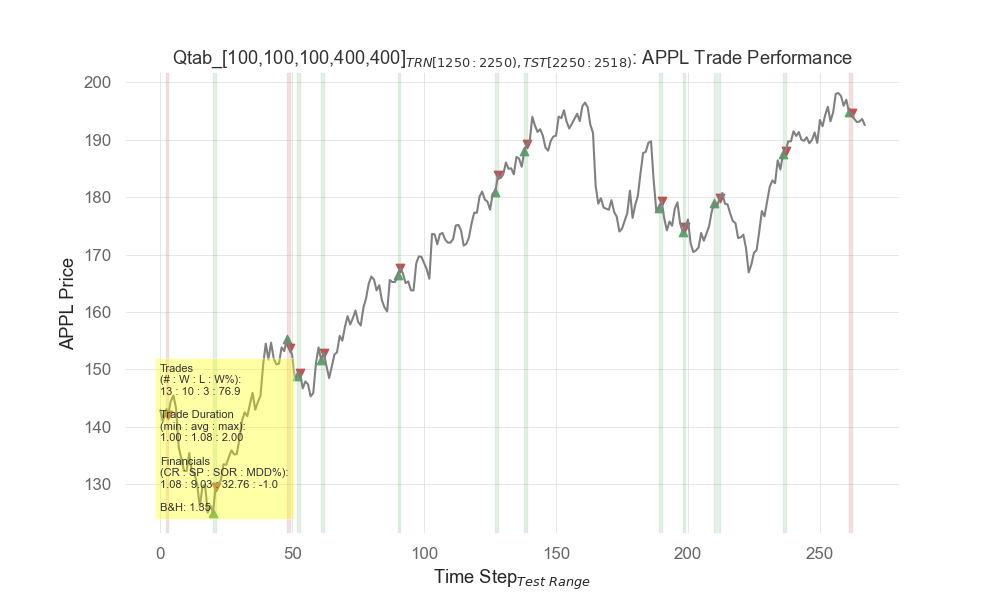 Qtab_[100,100,100,400,400]TRN[1250:2250),TST[2250:2518): APPL Trade Performance
200
190
180
170
160
150
140
130
APPL Price
Trades
(# : W : L : W%):
13 : 10 : 3 : 76.9
Trade Duration
(min : avg : max):
1.00 : 1.08 : 2.00
Financials
(CR : SP : SOR : MDD%):
1.08 : 9.03 : 32.76 : -1.0
B&H: 1.35
0 50 100 150 200 250
Time StepTest Range